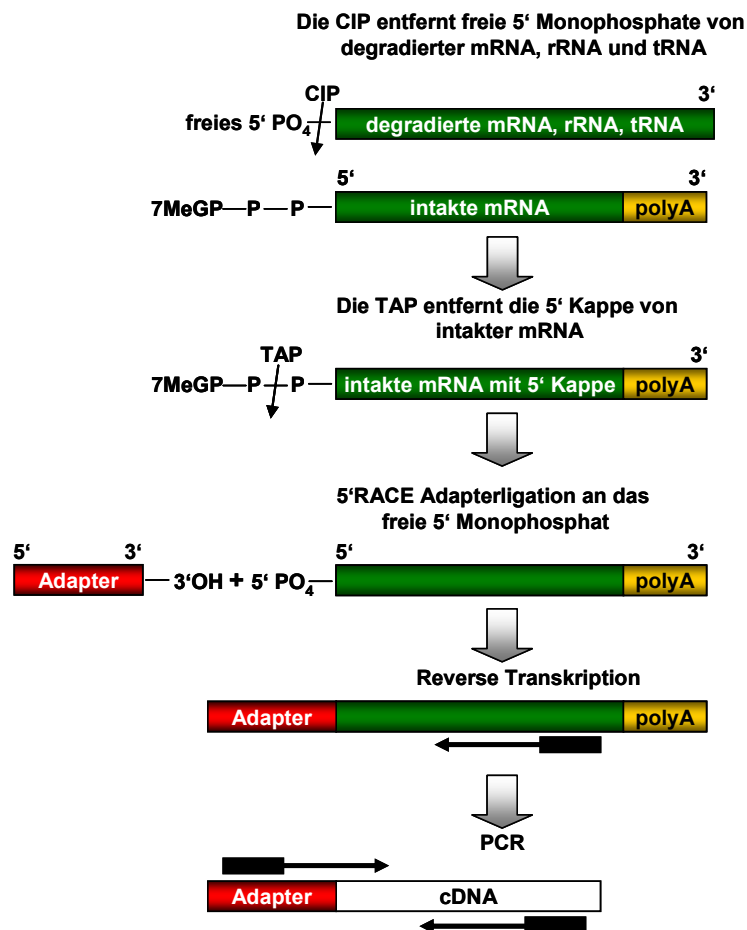 Die CIP entfernt freie 5‘ Monophosphate von
degradierter mRNA, rRNA und tRNA
CIP
3‘
freies 5‘ PO4
degradierte mRNA, rRNA, tRNA
5‘
3‘
7MeGP—P—P
intakte mRNA
polyA
Die TAP entfernt die 5‘ Kappe von
intakter mRNA
TAP
3‘
7MeGP—P P
intakte mRNA mit 5‘ Kappe
polyA
5‘RACE Adapterligation an das
freie 5‘ Monophosphat
5‘
3‘
5‘
3‘
Adapter
3‘OH + 5‘ PO4
polyA
Reverse Transkription
Adapter
polyA
PCR
Adapter
cDNA